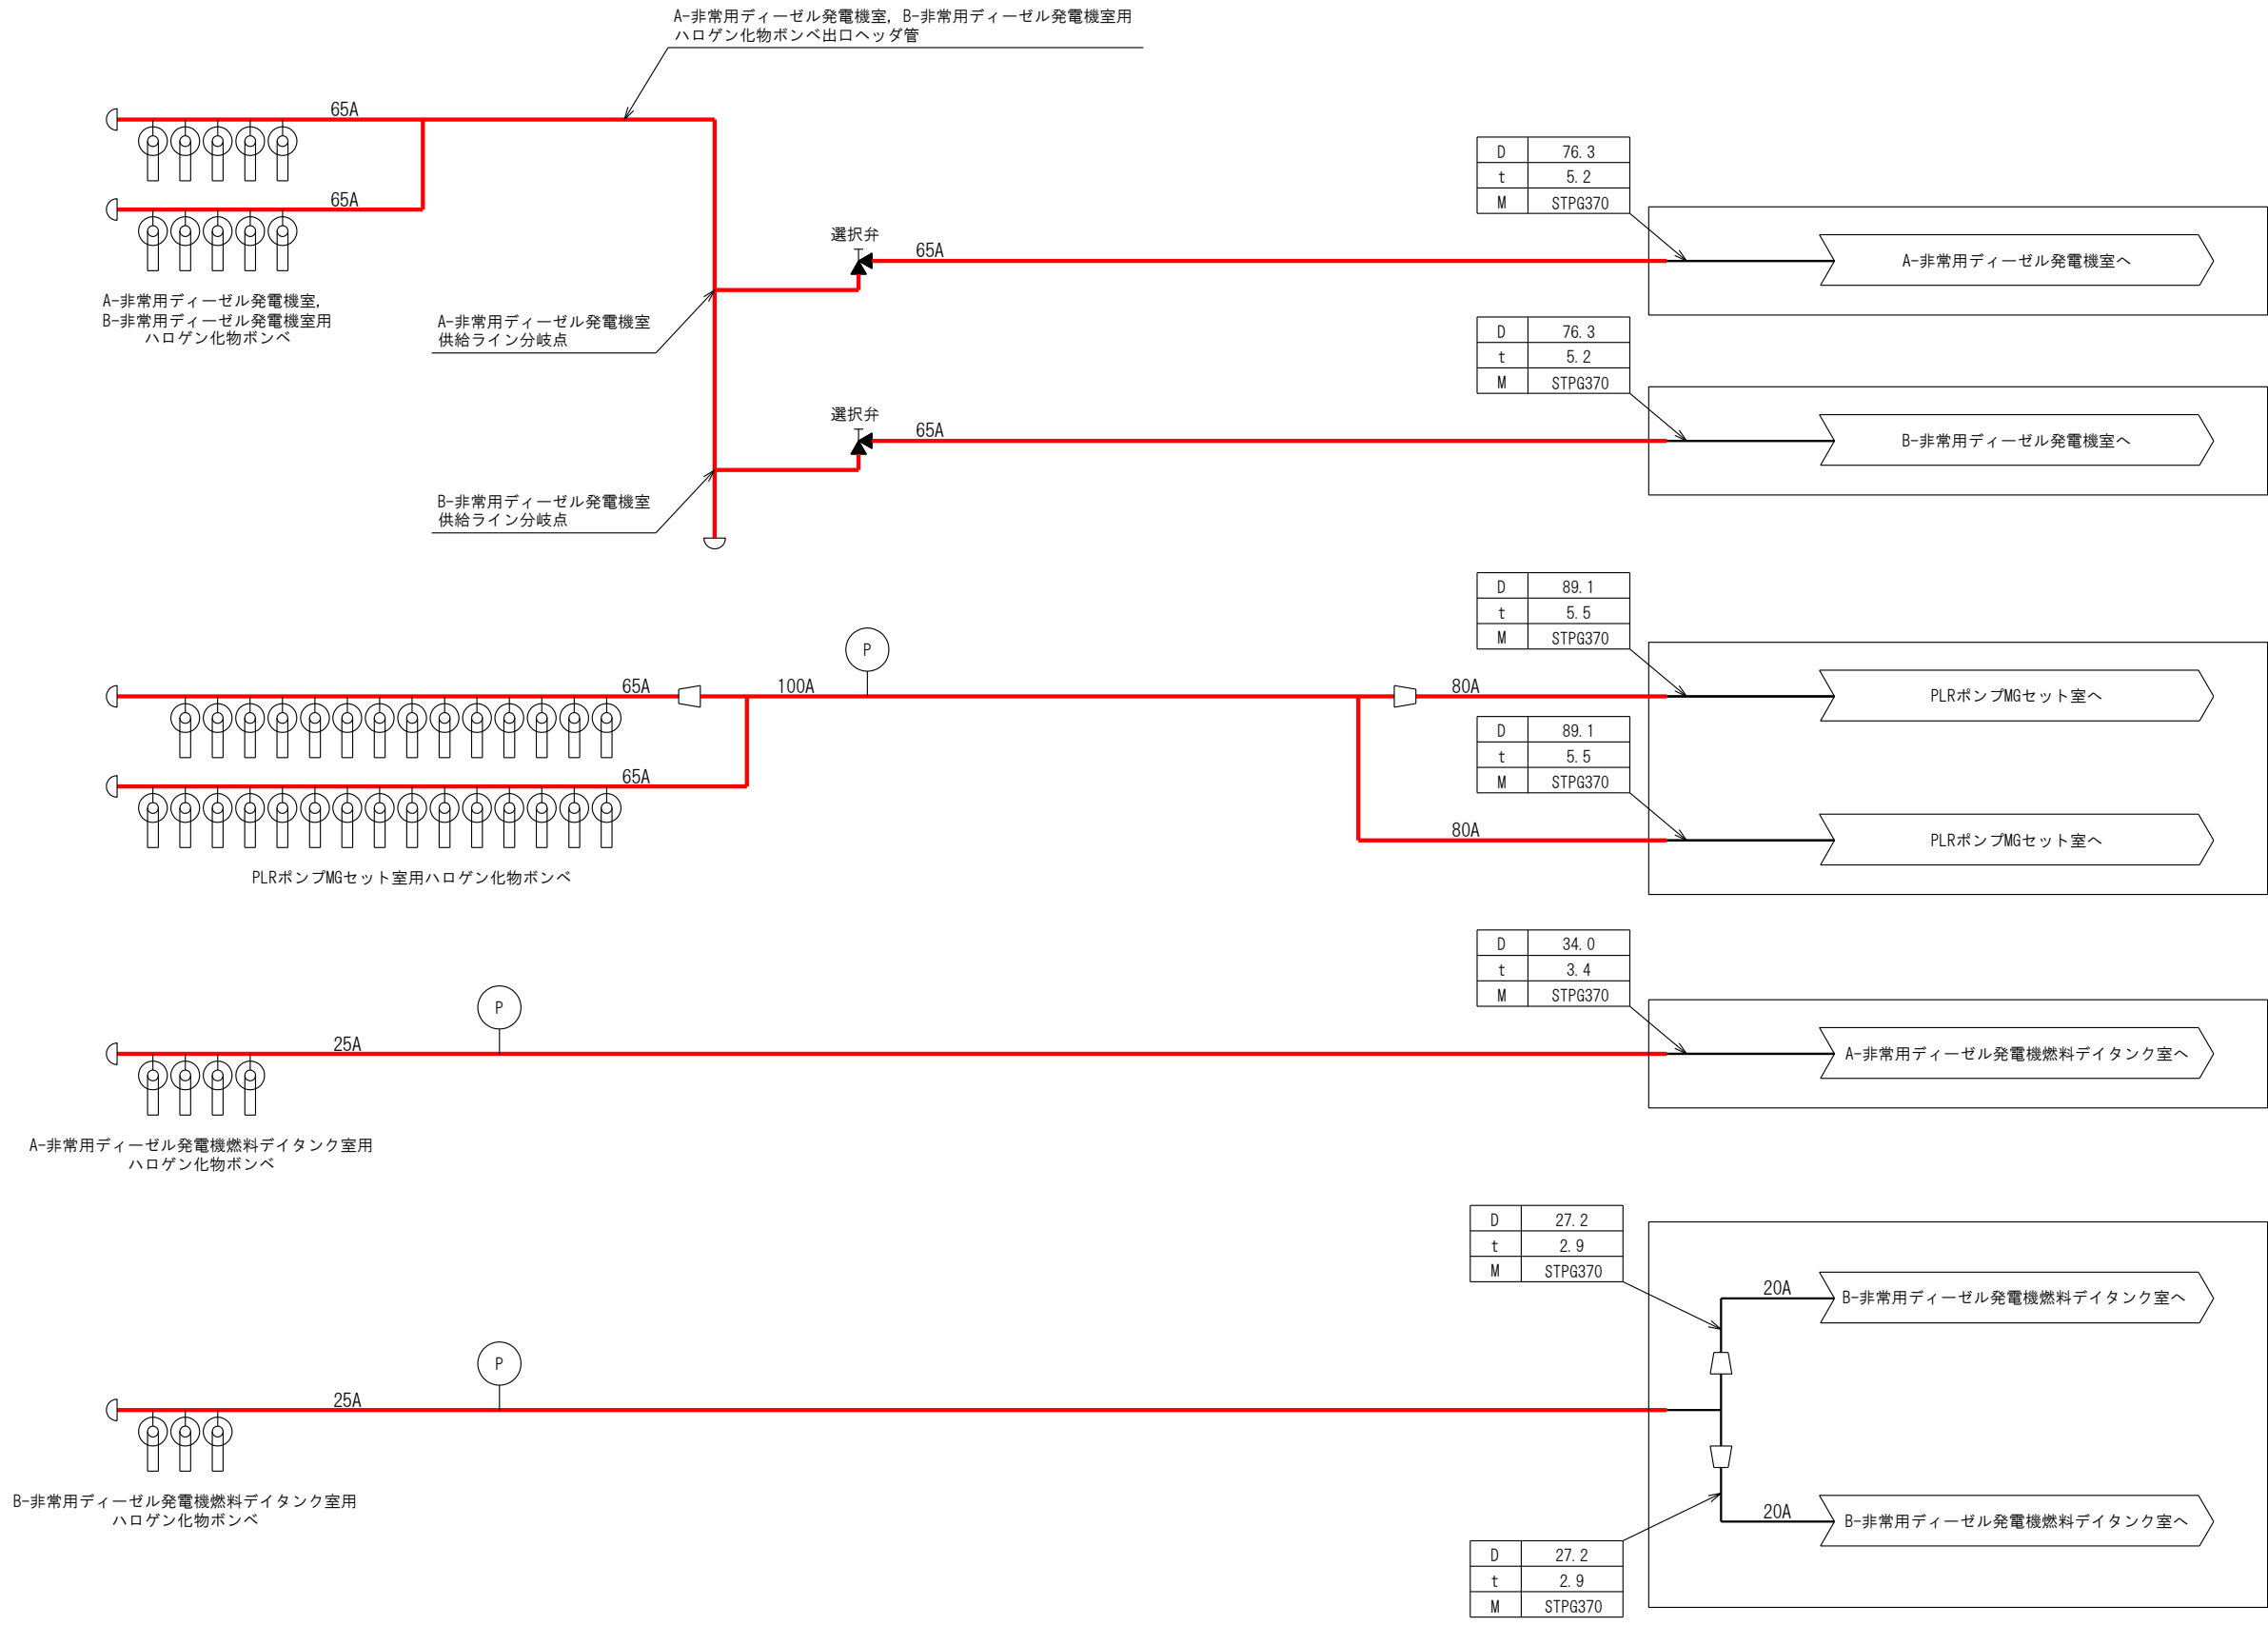 A-非常用ディーゼル発電機室，B-非常用ディーゼル発電機室用
ハロゲン化物ボンベ出口ヘッダ管
65A
65A
A-非常用ディーゼル発電機室，
B-非常用ディーゼル発電機室用
ハロゲン化物ボンベ
選択弁
65A
A-非常用ディーゼル発電機室
供給ライン分岐点
D 76.3
t 5.2
M STPG370
A-非常用ディーゼル発電機室へ
選択弁
65A
B-非常用ディーゼル発電機室
供給ライン分岐点
D 76.3
t 5.2
M STPG370
B-非常用ディーゼル発電機室へ
65A
100A
P
80A
D 89.1
t 5.5
M STPG370
PLRポンプMGセット室へ
65A
80A
D 89.1
t 5.5
M STPG370
PLRポンプMGセット室へ
PLRポンプMGセット室用ハロゲン化物ボンベ
25A
P
D 34.0
t 3.4
M STPG370
A-非常用ディーゼル発電機燃料デイタンク室へ
A-非常用ディーゼル発電機燃料デイタンク室用
ハロゲン化物ボンベ
D 27.2
t 2.9
M STPG370
20A
B-非常用ディーゼル発電機燃料デイタンク室へ
25A
P
B-非常用ディーゼル発電機燃料デイタンク室用
ハロゲン化物ボンベ
20A
B-非常用ディーゼル発電機燃料デイタンク室へ
D 27.2
t 2.9
M STPG370